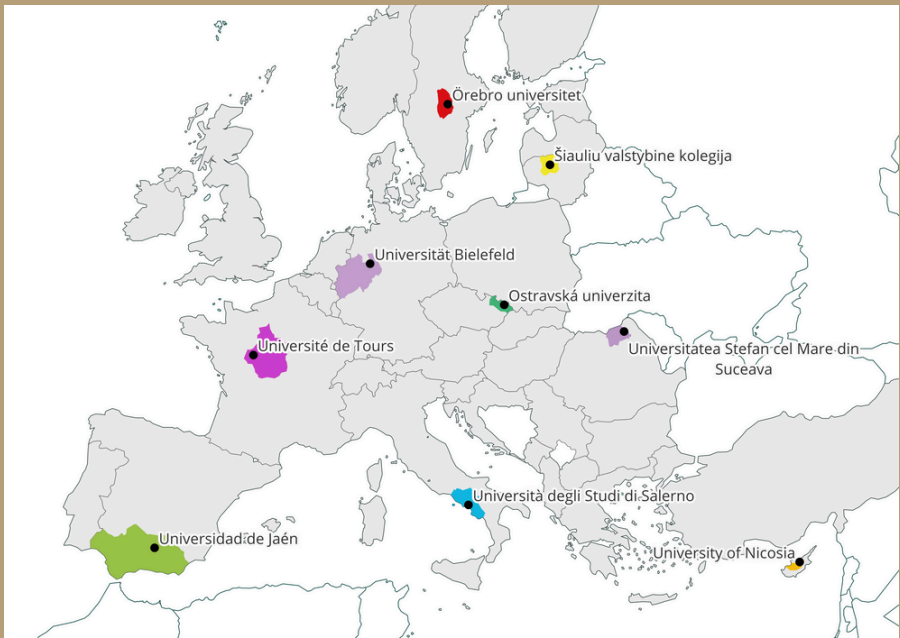 Örebro universitet
Šiauliu valstybine kolegija
Universität Bielefeld
Ostravská univerzita
Université de Tours
Universitatea Stefan cel Mare din
Suceava
Università degli Studi di Salerno
Universidad de Jaén
University of Nicosia